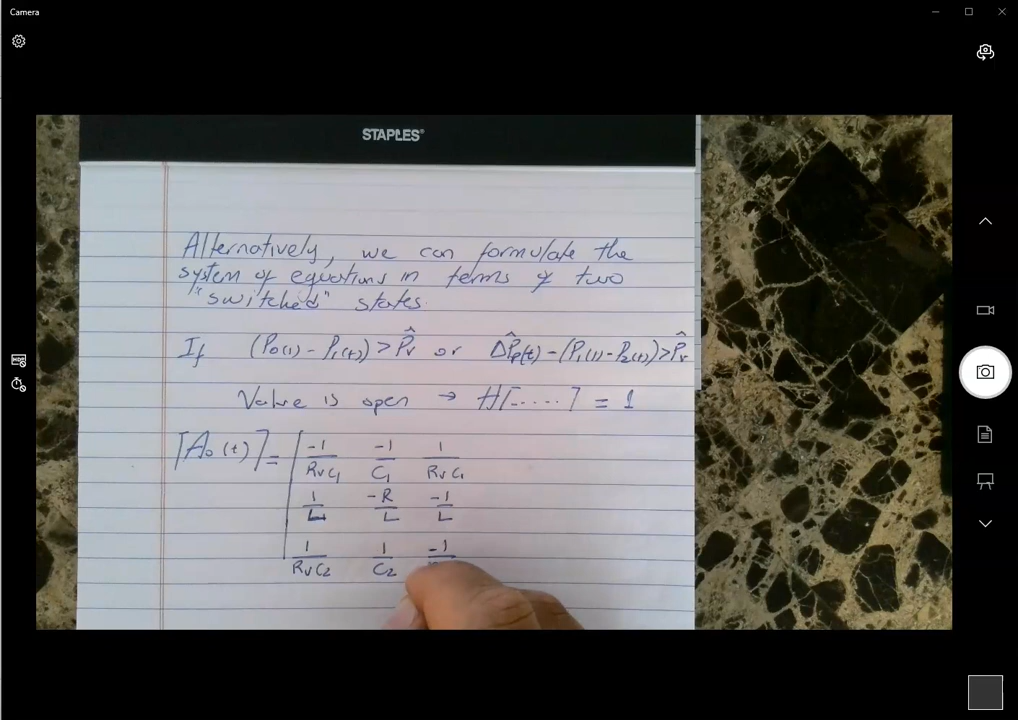 Camera
STAPLES®
Alternatively, we can formulate the
system of equations in terms of two
"switched" states.
If (P₀(t) - P₁(t)) > P̂v or ΔP̂p(t) - (P₁(t) - P₂(t)) > P̂v
Valve is open → H[.....] = 1
[A₀(t)] = [ -1/RvC₁ -1/C₁ 1/RvC₁
1/L -R/L -1/L
1/RvC₂ 1/C₂ -1